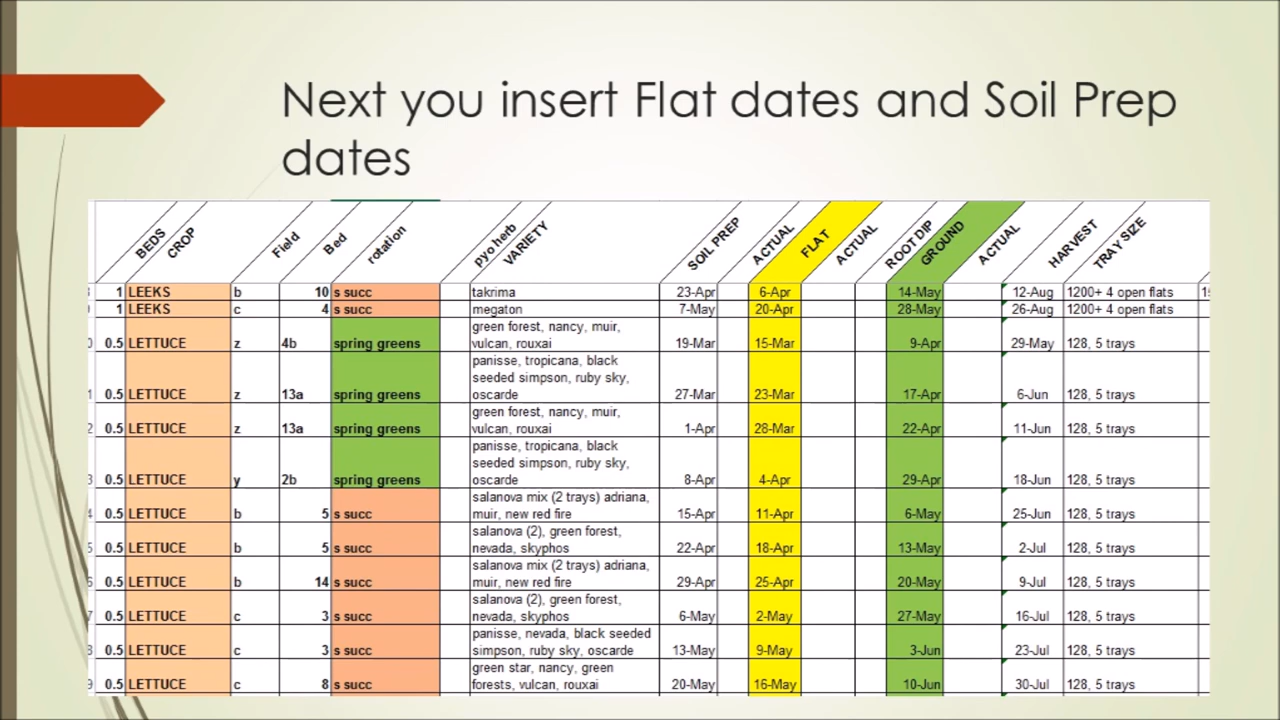 Next you insert Flat dates and Soil Prep
dates
BEDS CROP Field Bed rotation pyo herb VARIETY SOIL PREP ACTUAL FLAT ACTUAL ROOT DIP GROUND ACTUAL HARVEST TRAY SIZE
1 LEEKS b 10 s succ takrima 23-Apr 6-Apr 14-May 12-Aug 1200+ 4 open flats
1 LEEKS c 4 s succ megaton 7-May 20-Apr 28-May 26-Aug 1200+ 4 open flats
green forest, nancy, muir,
0.5 LETTUCE z 4b spring greens vulcan, rouxai 19-Mar 15-Mar 9-Apr 29-May 128, 5 trays
panisse, tropicana, black
seeded simpson, ruby sky,
0.5 LETTUCE z 13a spring greens oscarde 27-Mar 23-Mar 17-Apr 6-Jun 128, 5 trays
green forest, nancy, muir,
0.5 LETTUCE z 13a spring greens vulcan, rouxai 1-Apr 28-Mar 22-Apr 11-Jun 128, 5 trays
panisse, tropicana, black
seeded simpson, ruby sky,
0.5 LETTUCE y 2b spring greens oscarde 8-Apr 4-Apr 29-Apr 18-Jun 128, 5 trays
salanova mix (2 trays) adriana,
0.5 LETTUCE b 5 s succ muir, new red fire 15-Apr 11-Apr 6-May 25-Jun 128, 5 trays
salanova (2), green forest,
0.5 LETTUCE b 5 s succ nevada, skyphos 22-Apr 18-Apr 13-May 2-Jul 128, 5 trays
salanova mix (2 trays) adriana,
0.5 LETTUCE b 14 s succ muir, new red fire 29-Apr 25-Apr 20-May 9-Jul 128, 5 trays
salanova (2), green forest,
0.5 LETTUCE c 3 s succ nevada, skyphos 6-May 2-May 27-May 16-Jul 128, 5 trays
panisse, nevada, black seeded
0.5 LETTUCE c 3 s succ simpson, ruby sky, oscarde 13-May 9-May 3-Jun 23-Jul 128, 5 trays
green star, nancy, green
0.5 LETTUCE c 8 s succ forests, vulcan, rouxai 20-May 16-May 10-Jun 30-Jul 128, 5 trays